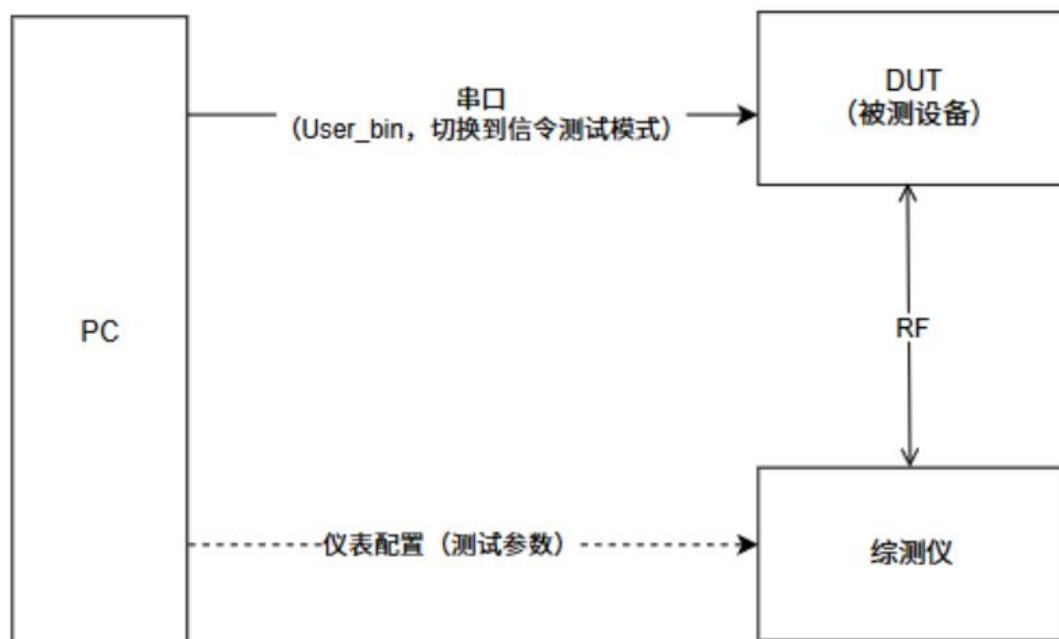 DUT
（被测设备）
串口
（User_bin，切换到信令测试模式）
PC
RF
仪表配置（测试参数）
综测仪